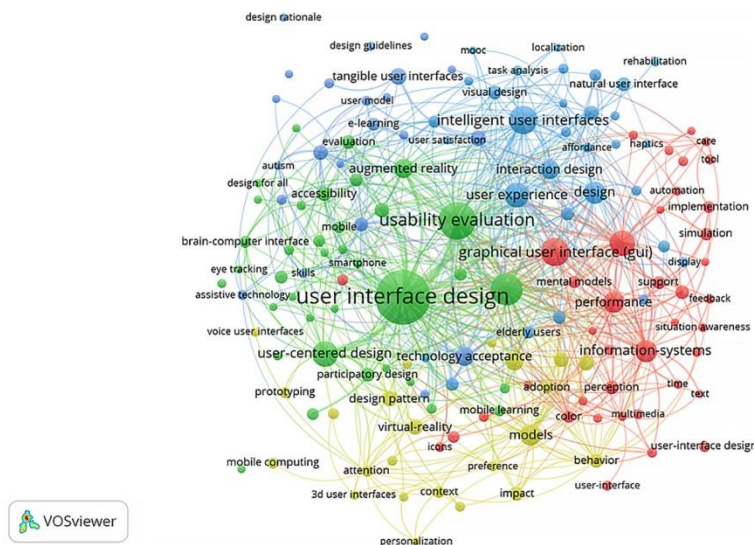 design rationale
design guidelines
mooc
localization
rehabilitation
tangible user interfaces
task analysis
natural user interface
visual design
user model
intelligent user interfaces
e-learning
evaluation
user satisfaction
affordance
haptics
care
tool
autism
augmented reality
interaction design
design for all
accessibility
user experience
design
automation
implementation
usability evaluation
mobile
simulation
brain-computer interface
graphical user interface (gui)
smartphone
display
eye tracking
skills
mental models
support
feedback
assistive technology
user interface design
performance
voice user interfaces
elderly users
situation awareness
user-centered design
technology acceptance
information-systems
participatory design
prototyping
adoption
perception
time
text
design pattern
mobile learning
color
multimedia
virtual-reality
icons
models
user-interface design
mobile computing
attention
preference
behavior
3d user interfaces
context
impact
user-interface
personalization
VOSviewer